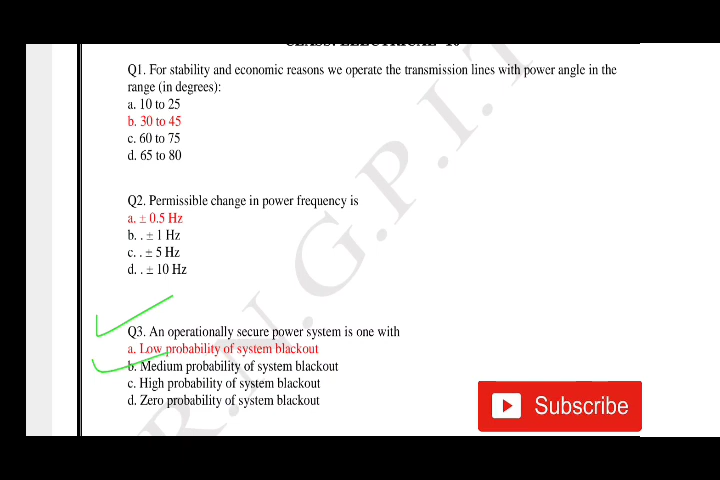 Q1. For stability and economic reasons we operate the transmission lines with power angle in the
range (in degrees):
a. 10 to 25
b. 30 to 45
c. 60 to 75
d. 65 to 80
Q2. Permissible change in power frequency is
a. ± 0.5 Hz
b. . ± 1 Hz
c. . ± 5 Hz
d. . ± 10 Hz
Q3. An operationally secure power system is one with
a. Low probability of system blackout
b. Medium probability of system blackout
c. High probability of system blackout
d. Zero probability of system blackout
R.N.G.P.I.T
Subscribe